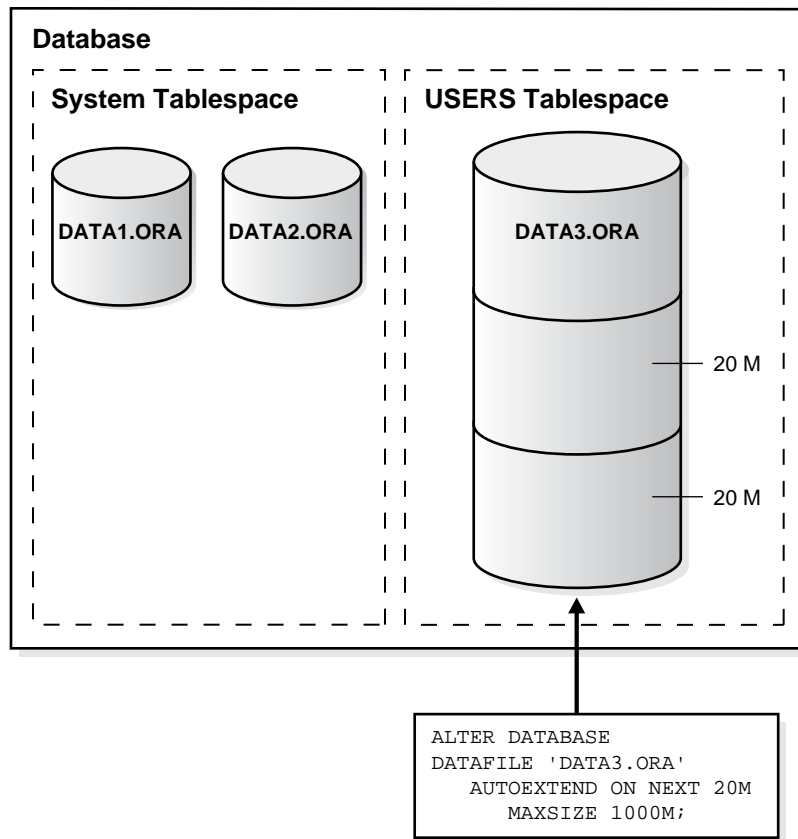 Database
System Tablespace
USERS Tablespace
DATA1.ORA
DATA2.ORA
DATA3.ORA
20 M
20 M
ALTER DATABASE
DATAFILE 'DATA3.ORA'
AUTOEXTEND ON NEXT 20M
MAXSIZE 1000M;